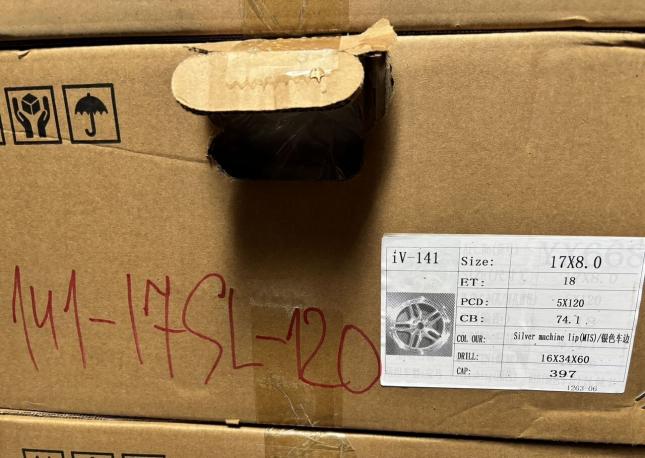 141-17SL-120
iV-141
Size: 17X8.0
ET: 18
PCD: 5X120
CB: 74.1
COLOUR: Silver machine lip(MIS)/银色车边
DRILL: 16X34X60
CAP: 397
1263-06